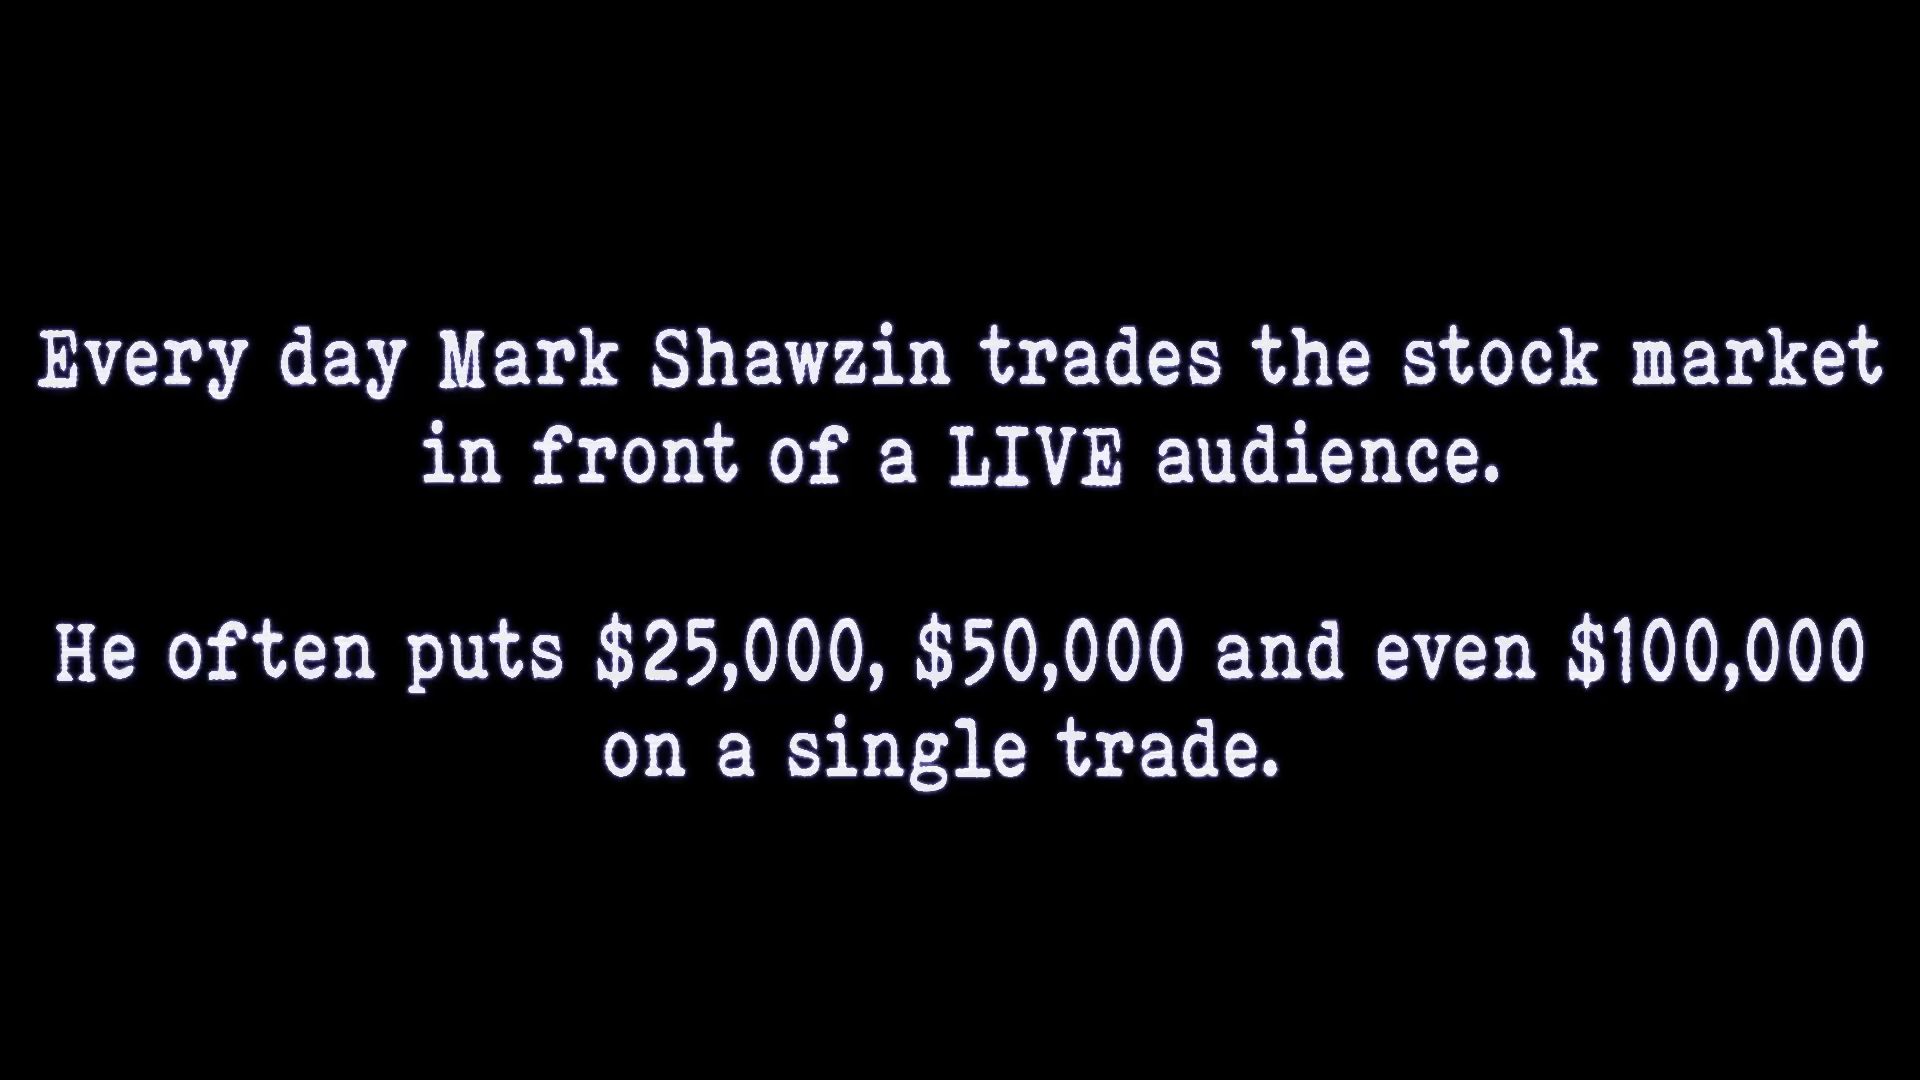 Every day Mark Shawzin trades the stock market
in front of a LIVE audience.
He often puts $25,000, $50,000 and even $100,000
on a single trade.